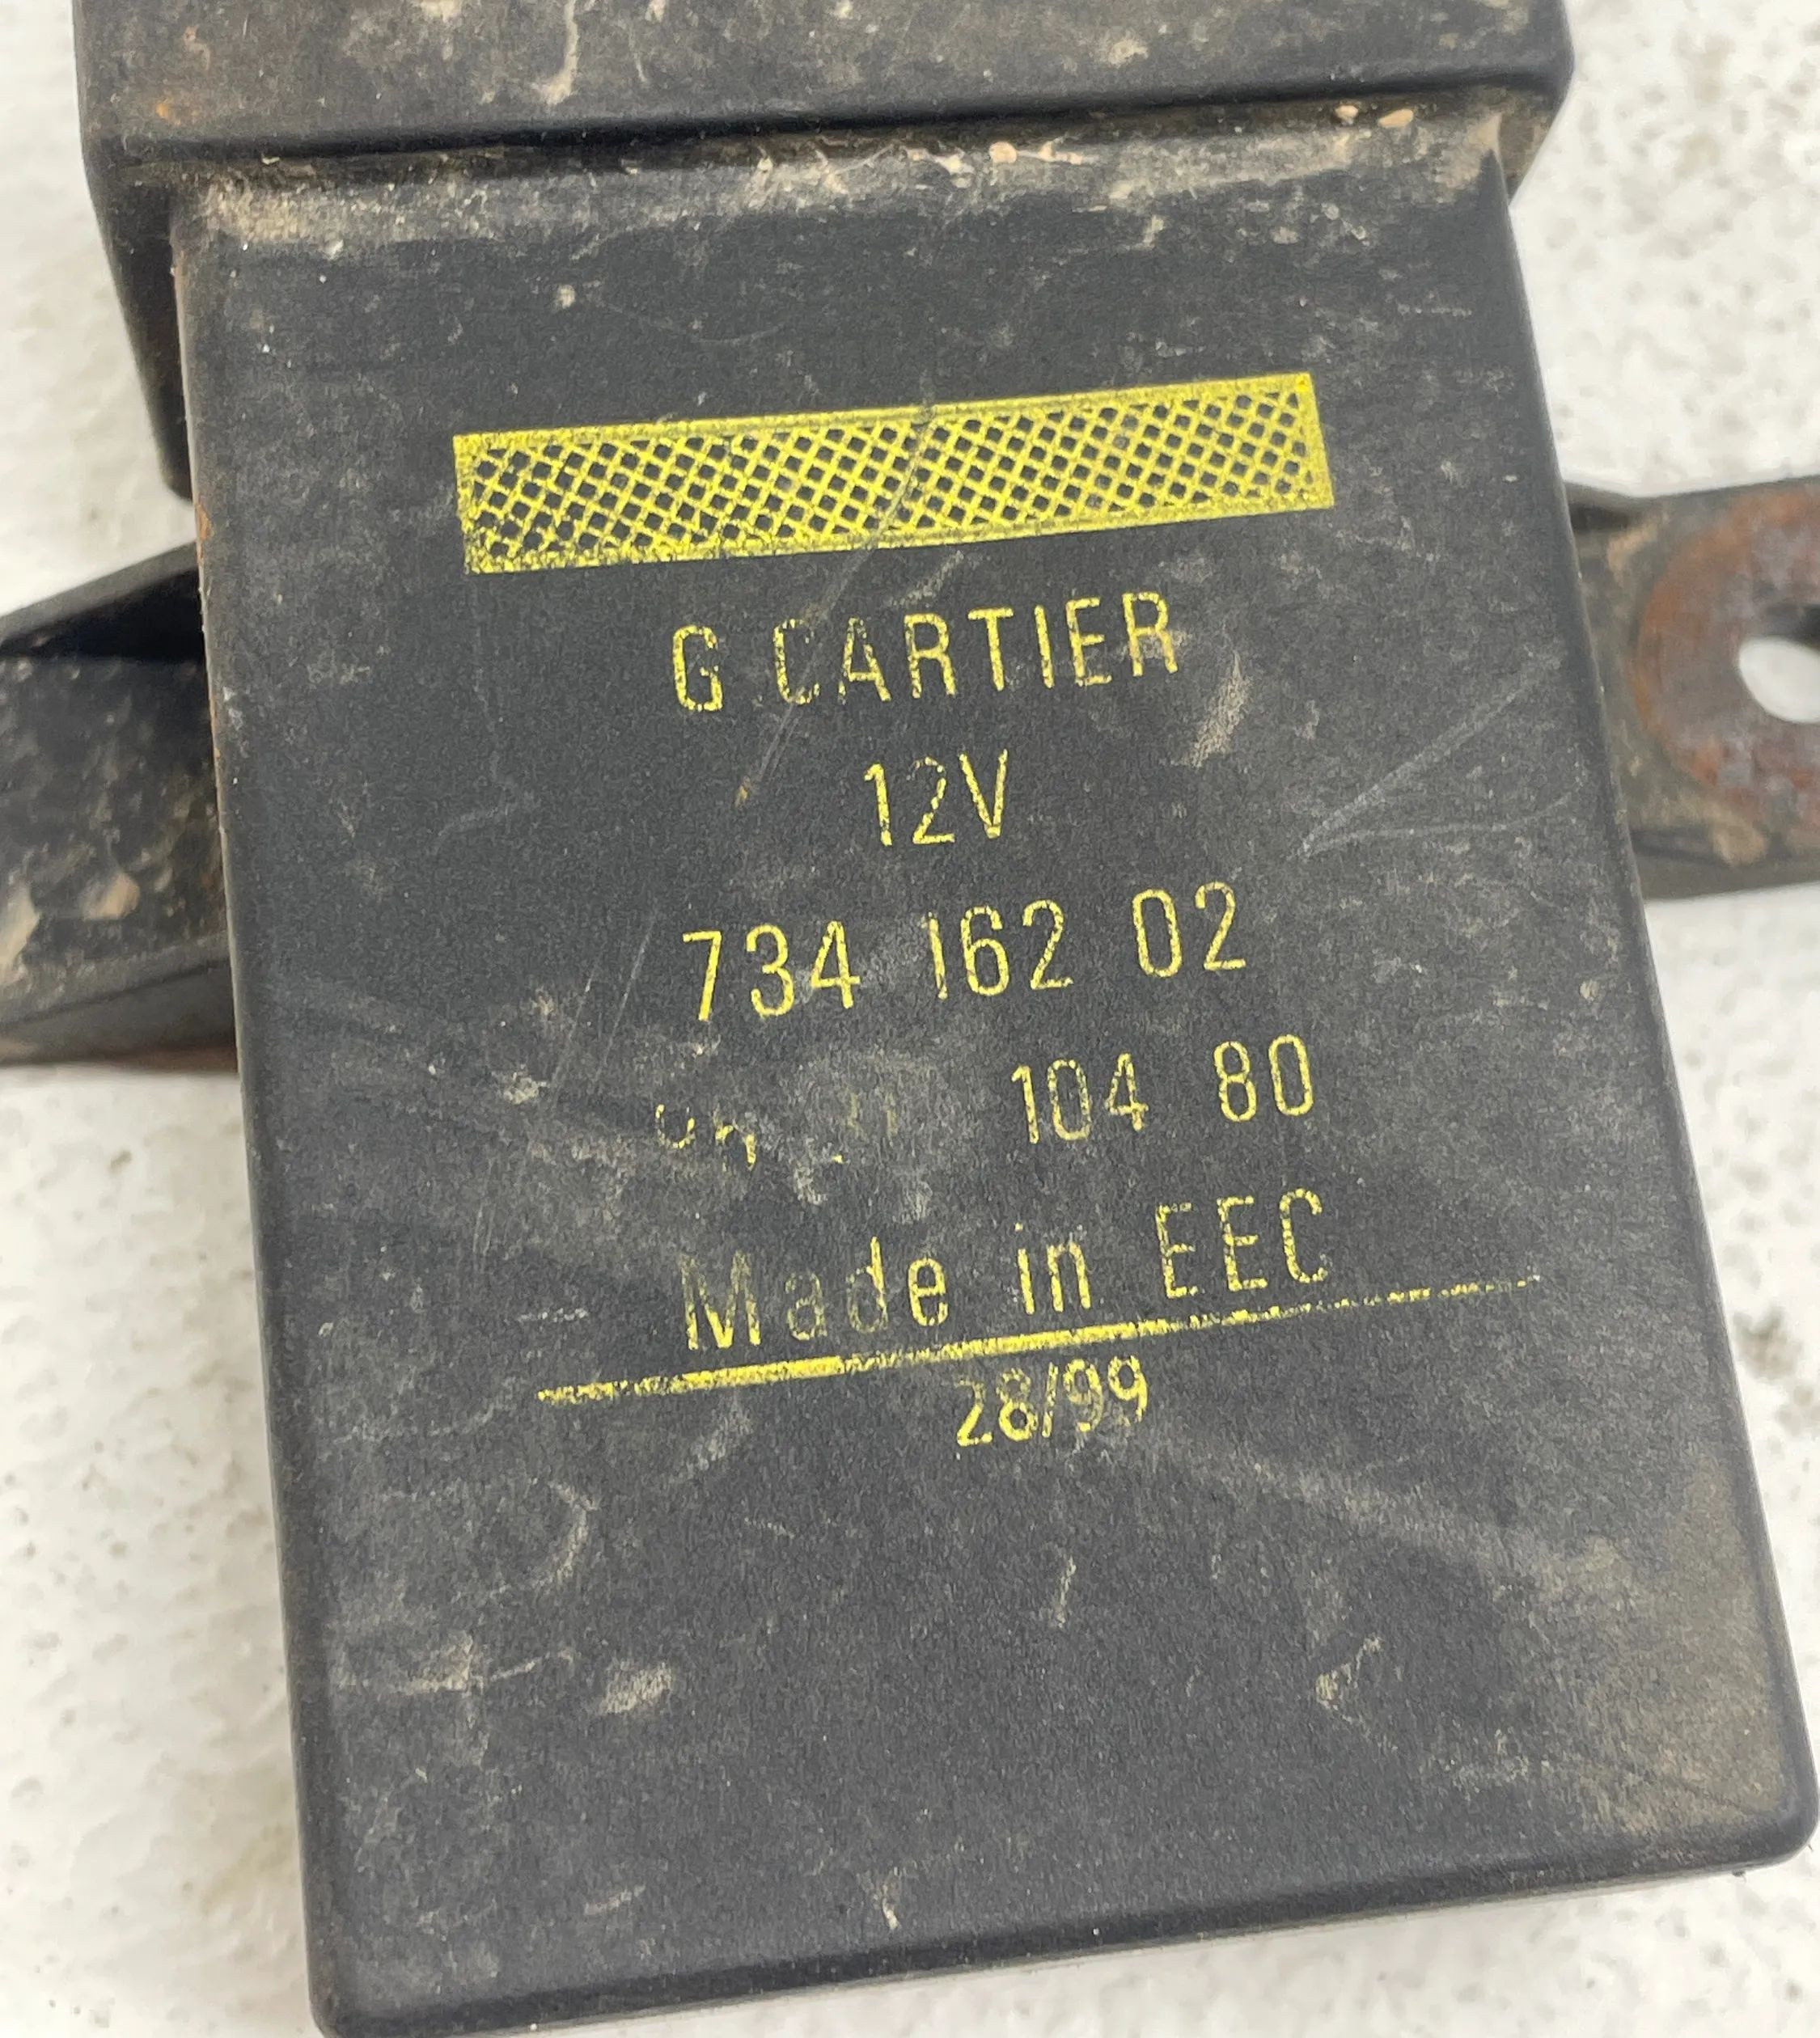 G CARTIER
12V
734 162 02
104 80
Made in EEC
28/99